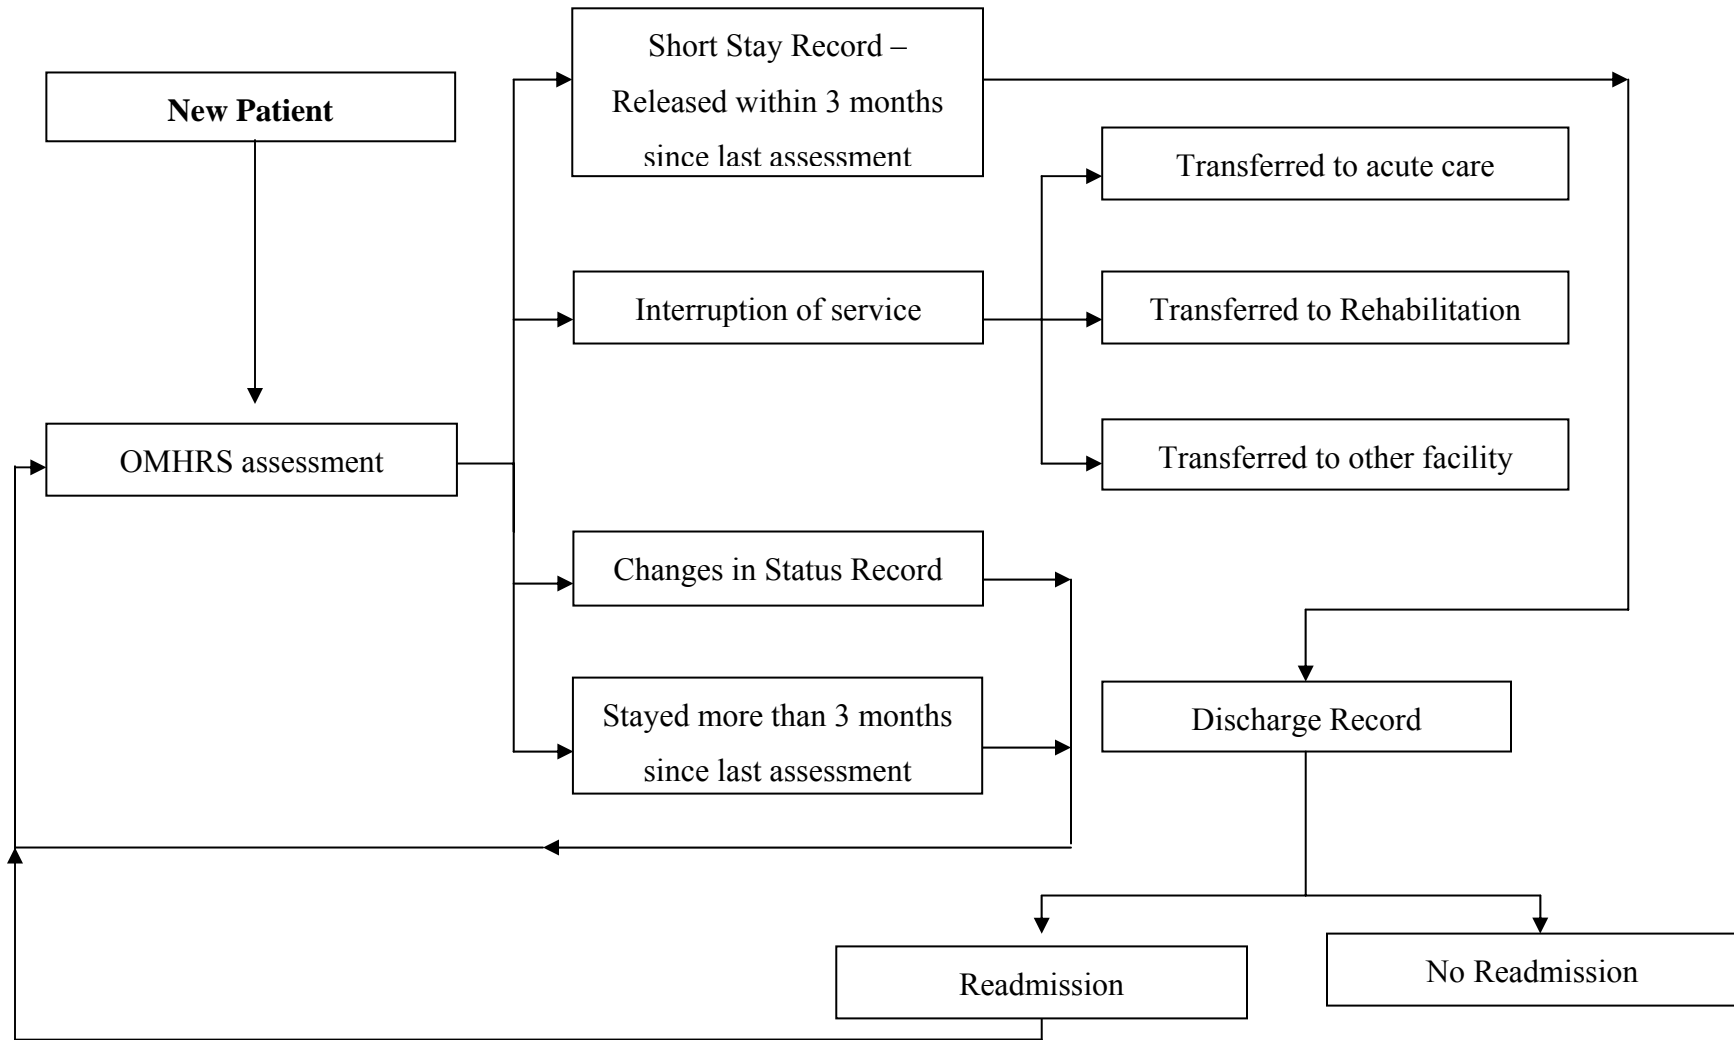 New Patient
Short Stay Record –
Released within 3 months
since last assessment
Transferred to acute care
Interruption of service
Transferred to Rehabilitation
OMHRS assessment
Transferred to other facility
Changes in Status Record
Stayed more than 3 months
since last assessment
Discharge Record
Readmission
No Readmission